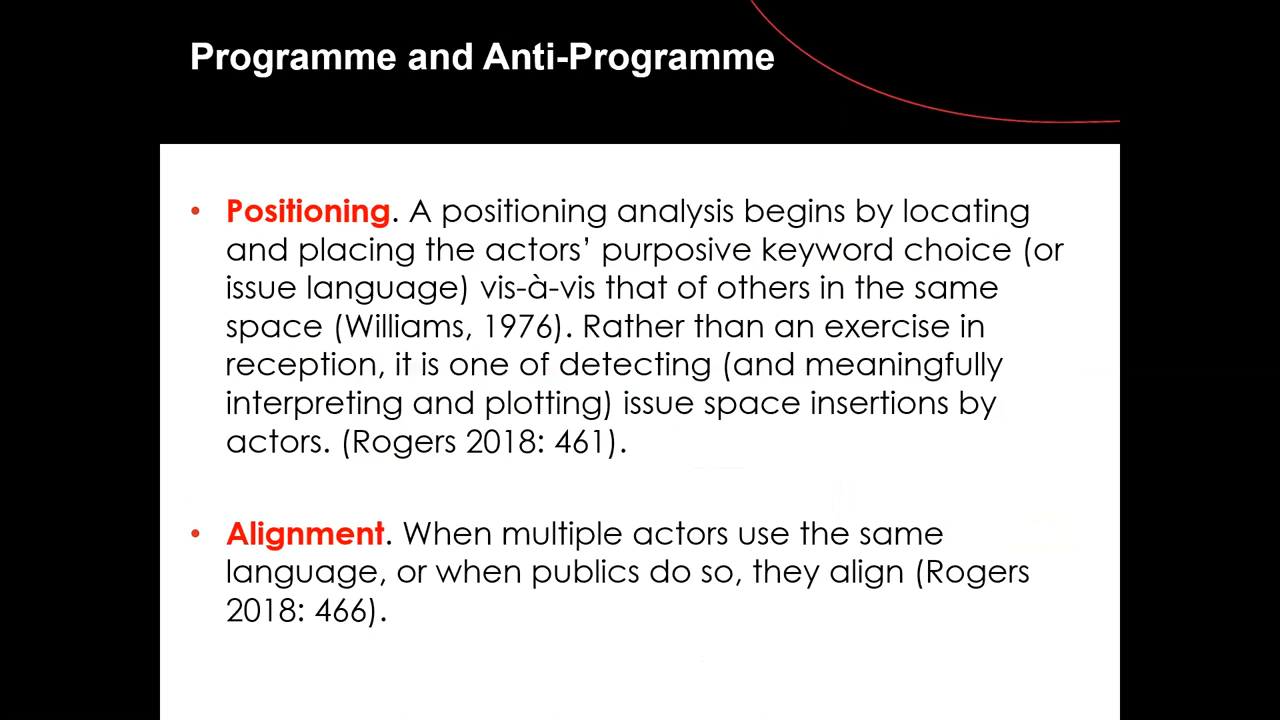 Programme and Anti-Programme
• Positioning. A positioning analysis begins by locating
and placing the actors’ purposive keyword choice (or
issue language) vis-à-vis that of others in the same
space (Williams, 1976). Rather than an exercise in
reception, it is one of detecting (and meaningfully
interpreting and plotting) issue space insertions by
actors. (Rogers 2018: 461).
• Alignment. When multiple actors use the same
language, or when publics do so, they align (Rogers
2018: 466).